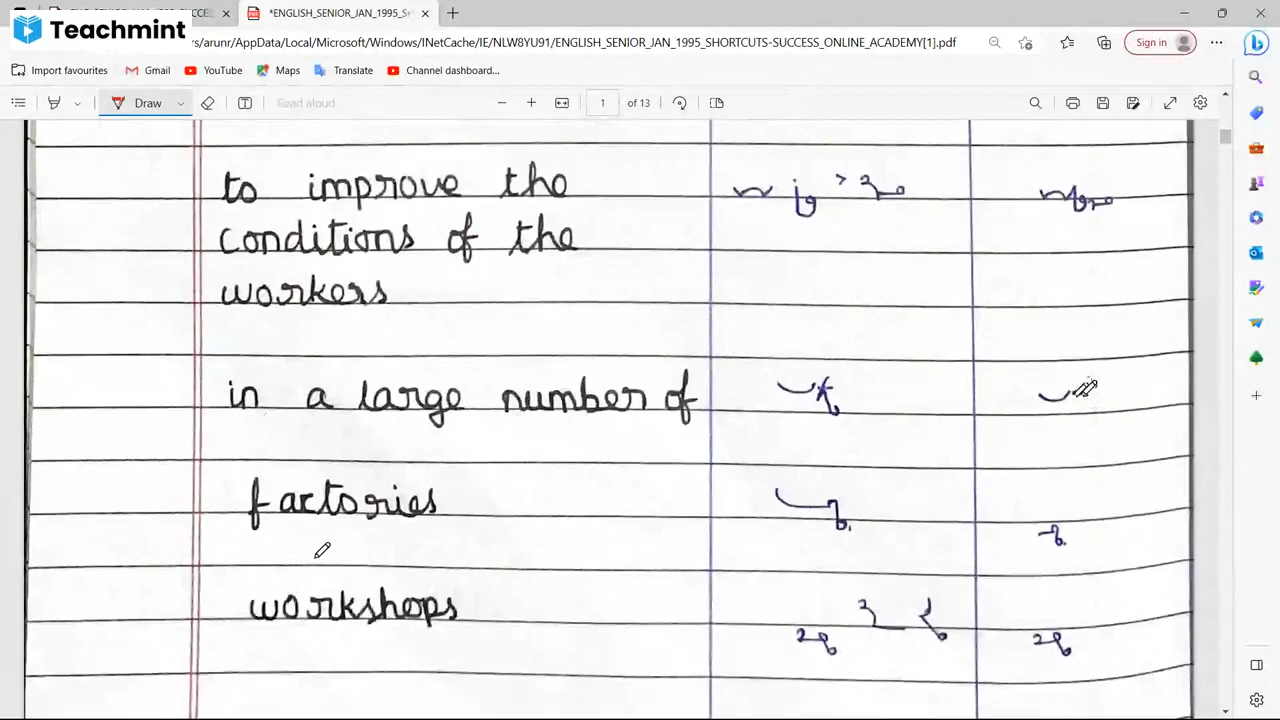 ENGLISH_SENIOR_JAN_1995_SUCCE
*ENGLISH_SENIOR_JAN_1995_Sh
Teachmint
s/arunr/AppData/Local/Microsoft/Windows/INetCache/IE/NLW8YU91/ENGLISH_SENIOR_JAN_1995_SHORTCUTS-SUCCESS_ONLINE_ACADEMY[1].pdf
Sign in
Import favourites
Gmail
YouTube
Maps
Translate
Channel dashboard...
Draw
Read aloud
1 of 13
to improve the
conditions of the
workers
in a large number of
factories
workshops